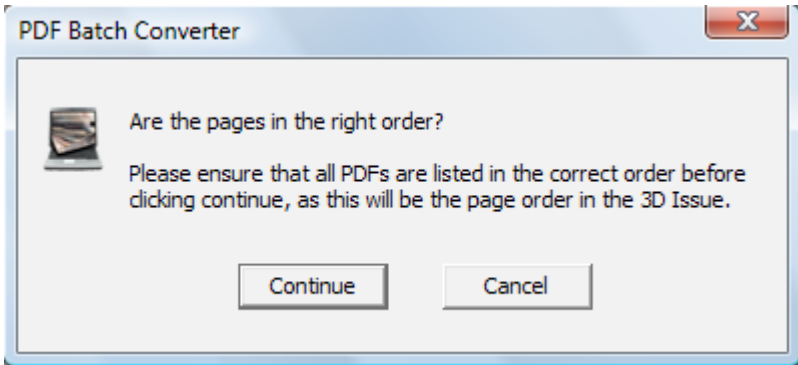 PDF Batch Converter
Are the pages in the right order?
Please ensure that all PDFs are listed in the correct order before
clicking continue, as this will be the page order in the 3D Issue.
Continue
Cancel